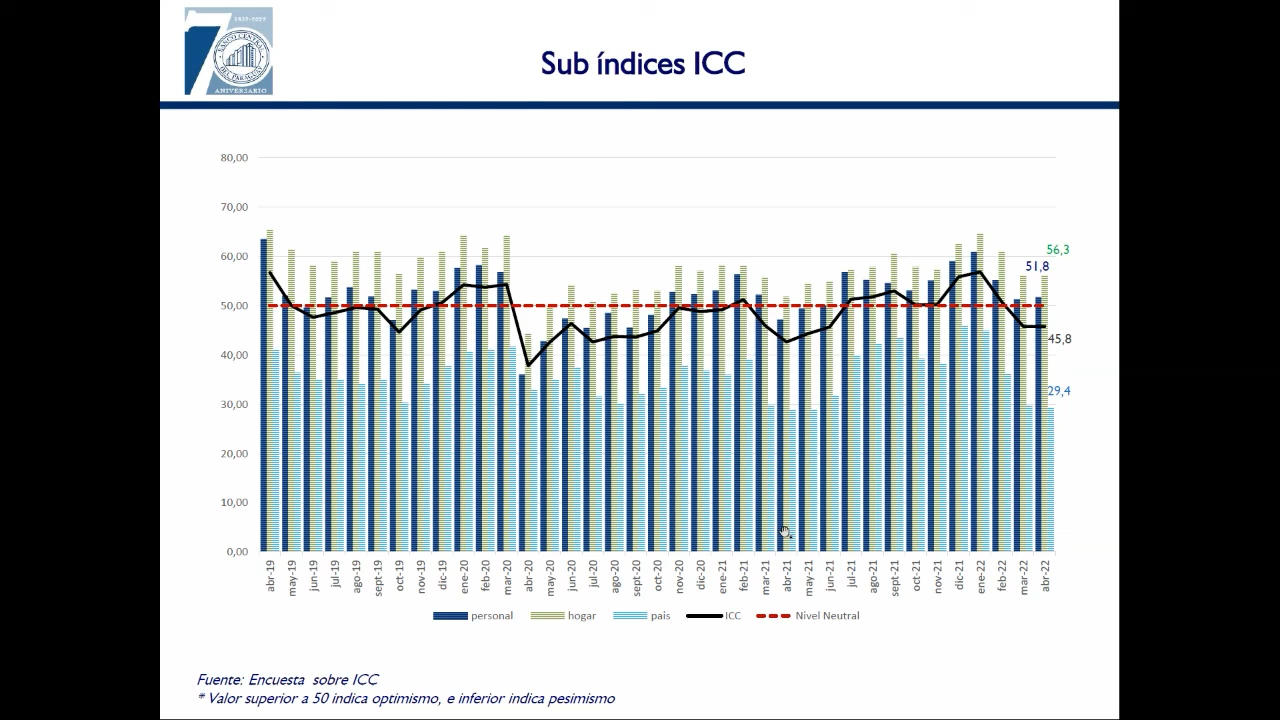 1952-2022
BANCO CENTRAL DEL PARAGUAY
ANIVERSARIO
Sub índices ICC
80,00
70,00
60,00
50,00
40,00
30,00
20,00
10,00
0,00
56,3
51,8
45,8
29,4
abr-19
may-19
jun-19
jul-19
ago-19
sept-19
oct-19
nov-19
dic-19
ene-20
feb-20
mar-20
abr-20
may-20
jun-20
jul-20
ago-20
sept-20
oct-20
nov-20
dic-20
ene-21
feb-21
mar-21
abr-21
may-21
jun-21
jul-21
ago-21
sept-21
oct-21
nov-21
dic-21
ene-22
feb-22
mar-22
abr-22
personal hogar pais ICC Nivel Neutral
Fuente: Encuesta sobre ICC
* Valor superior a 50 indica optimismo, e inferior indica pesimismo